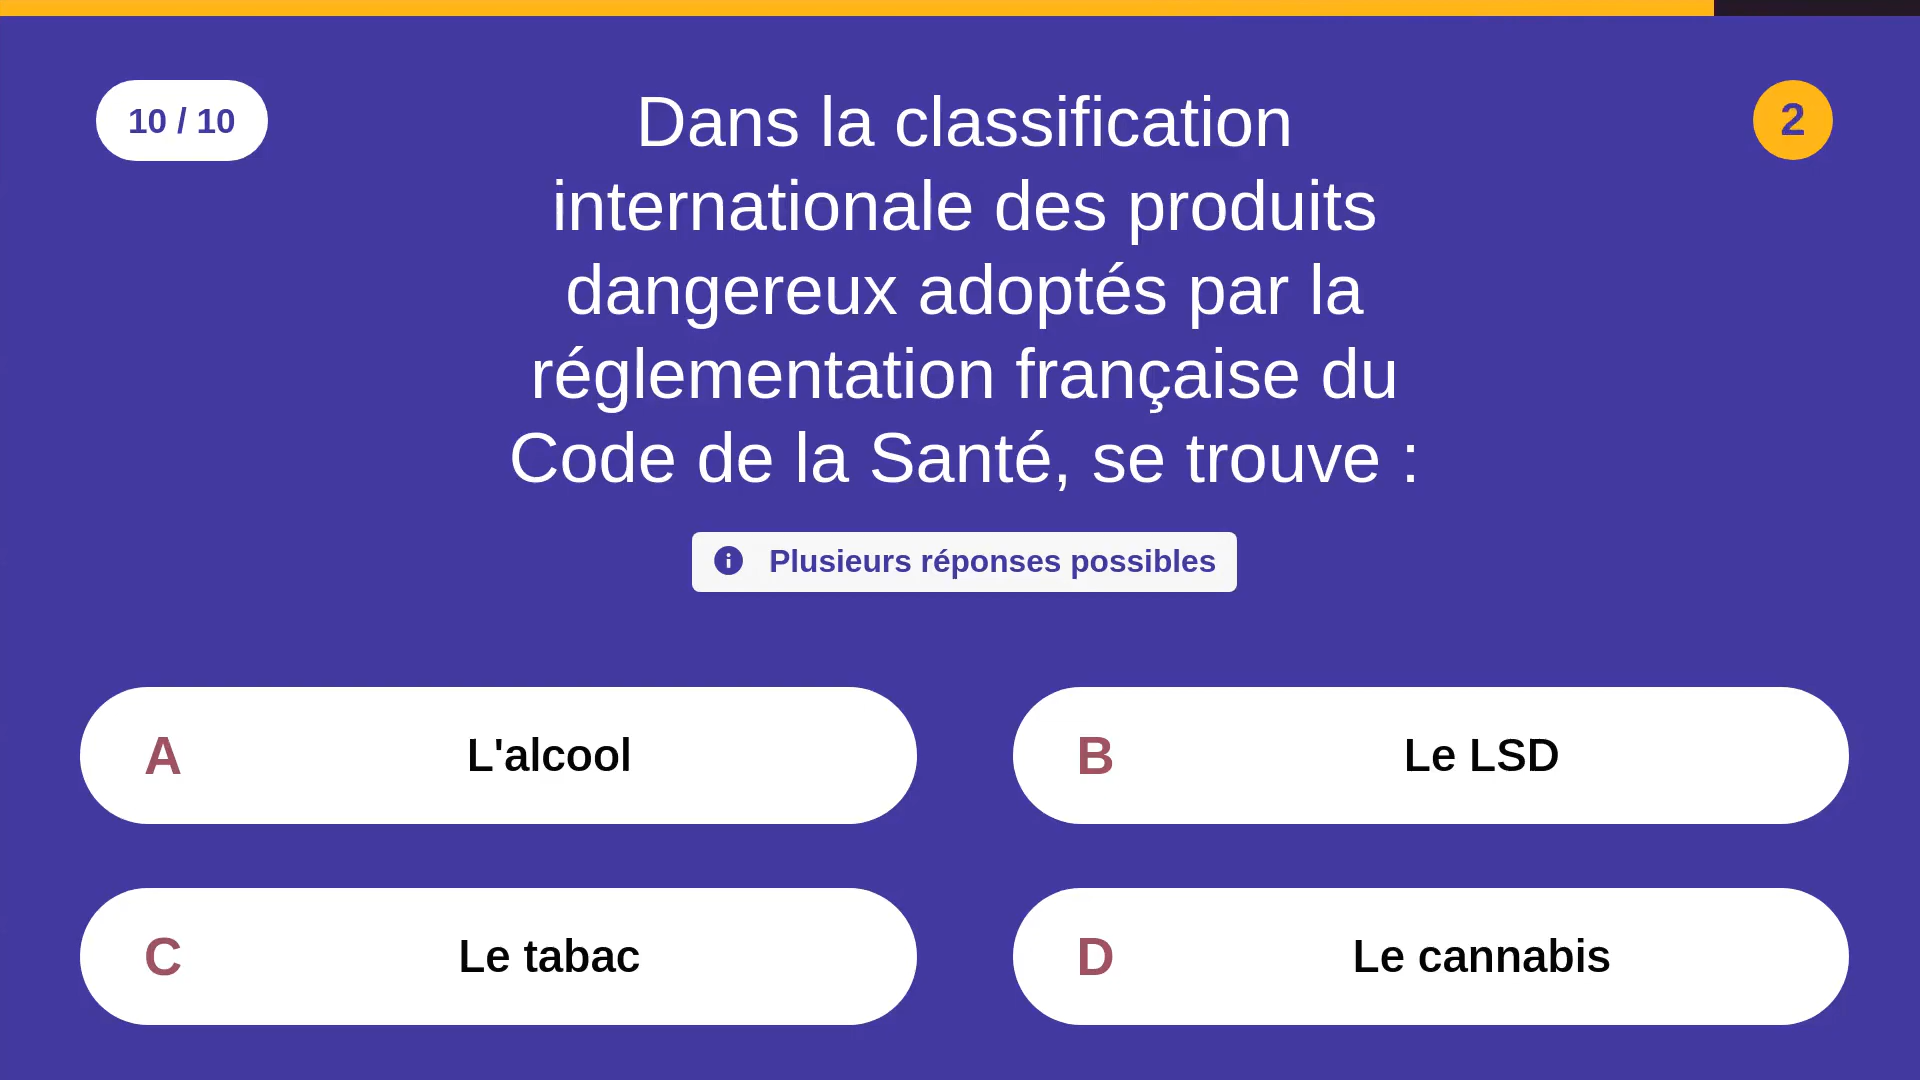 10 / 10
Dans la classification
internationale des produits
dangereux adoptés par la
réglementation française du
Code de la Santé, se trouve :
2
Plusieurs réponses possibles
A L'alcool
B Le LSD
C Le tabac
D Le cannabis